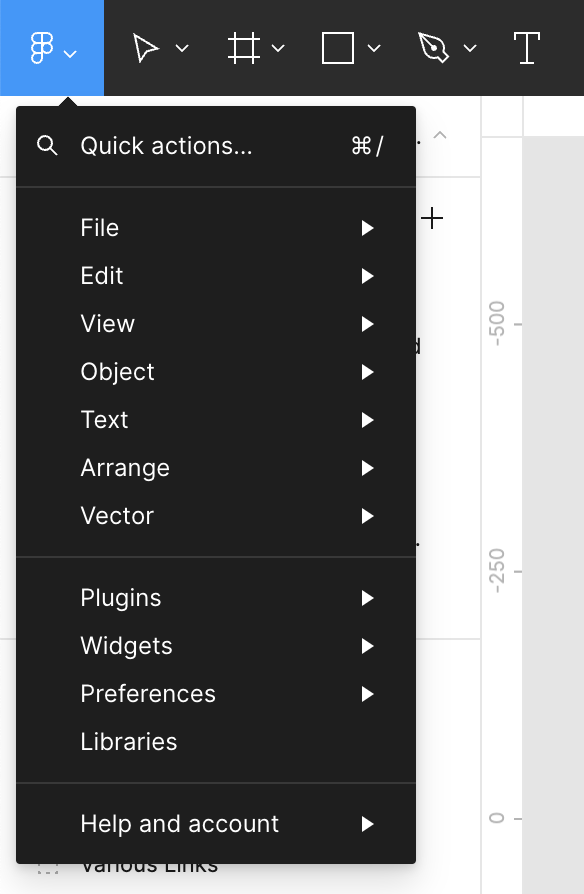 Quick actions... ⌘/
File
Edit
View
Object
Text
Arrange
Vector
Plugins
Widgets
Preferences
Libraries
Help and account
Various Links
-500
-250
0